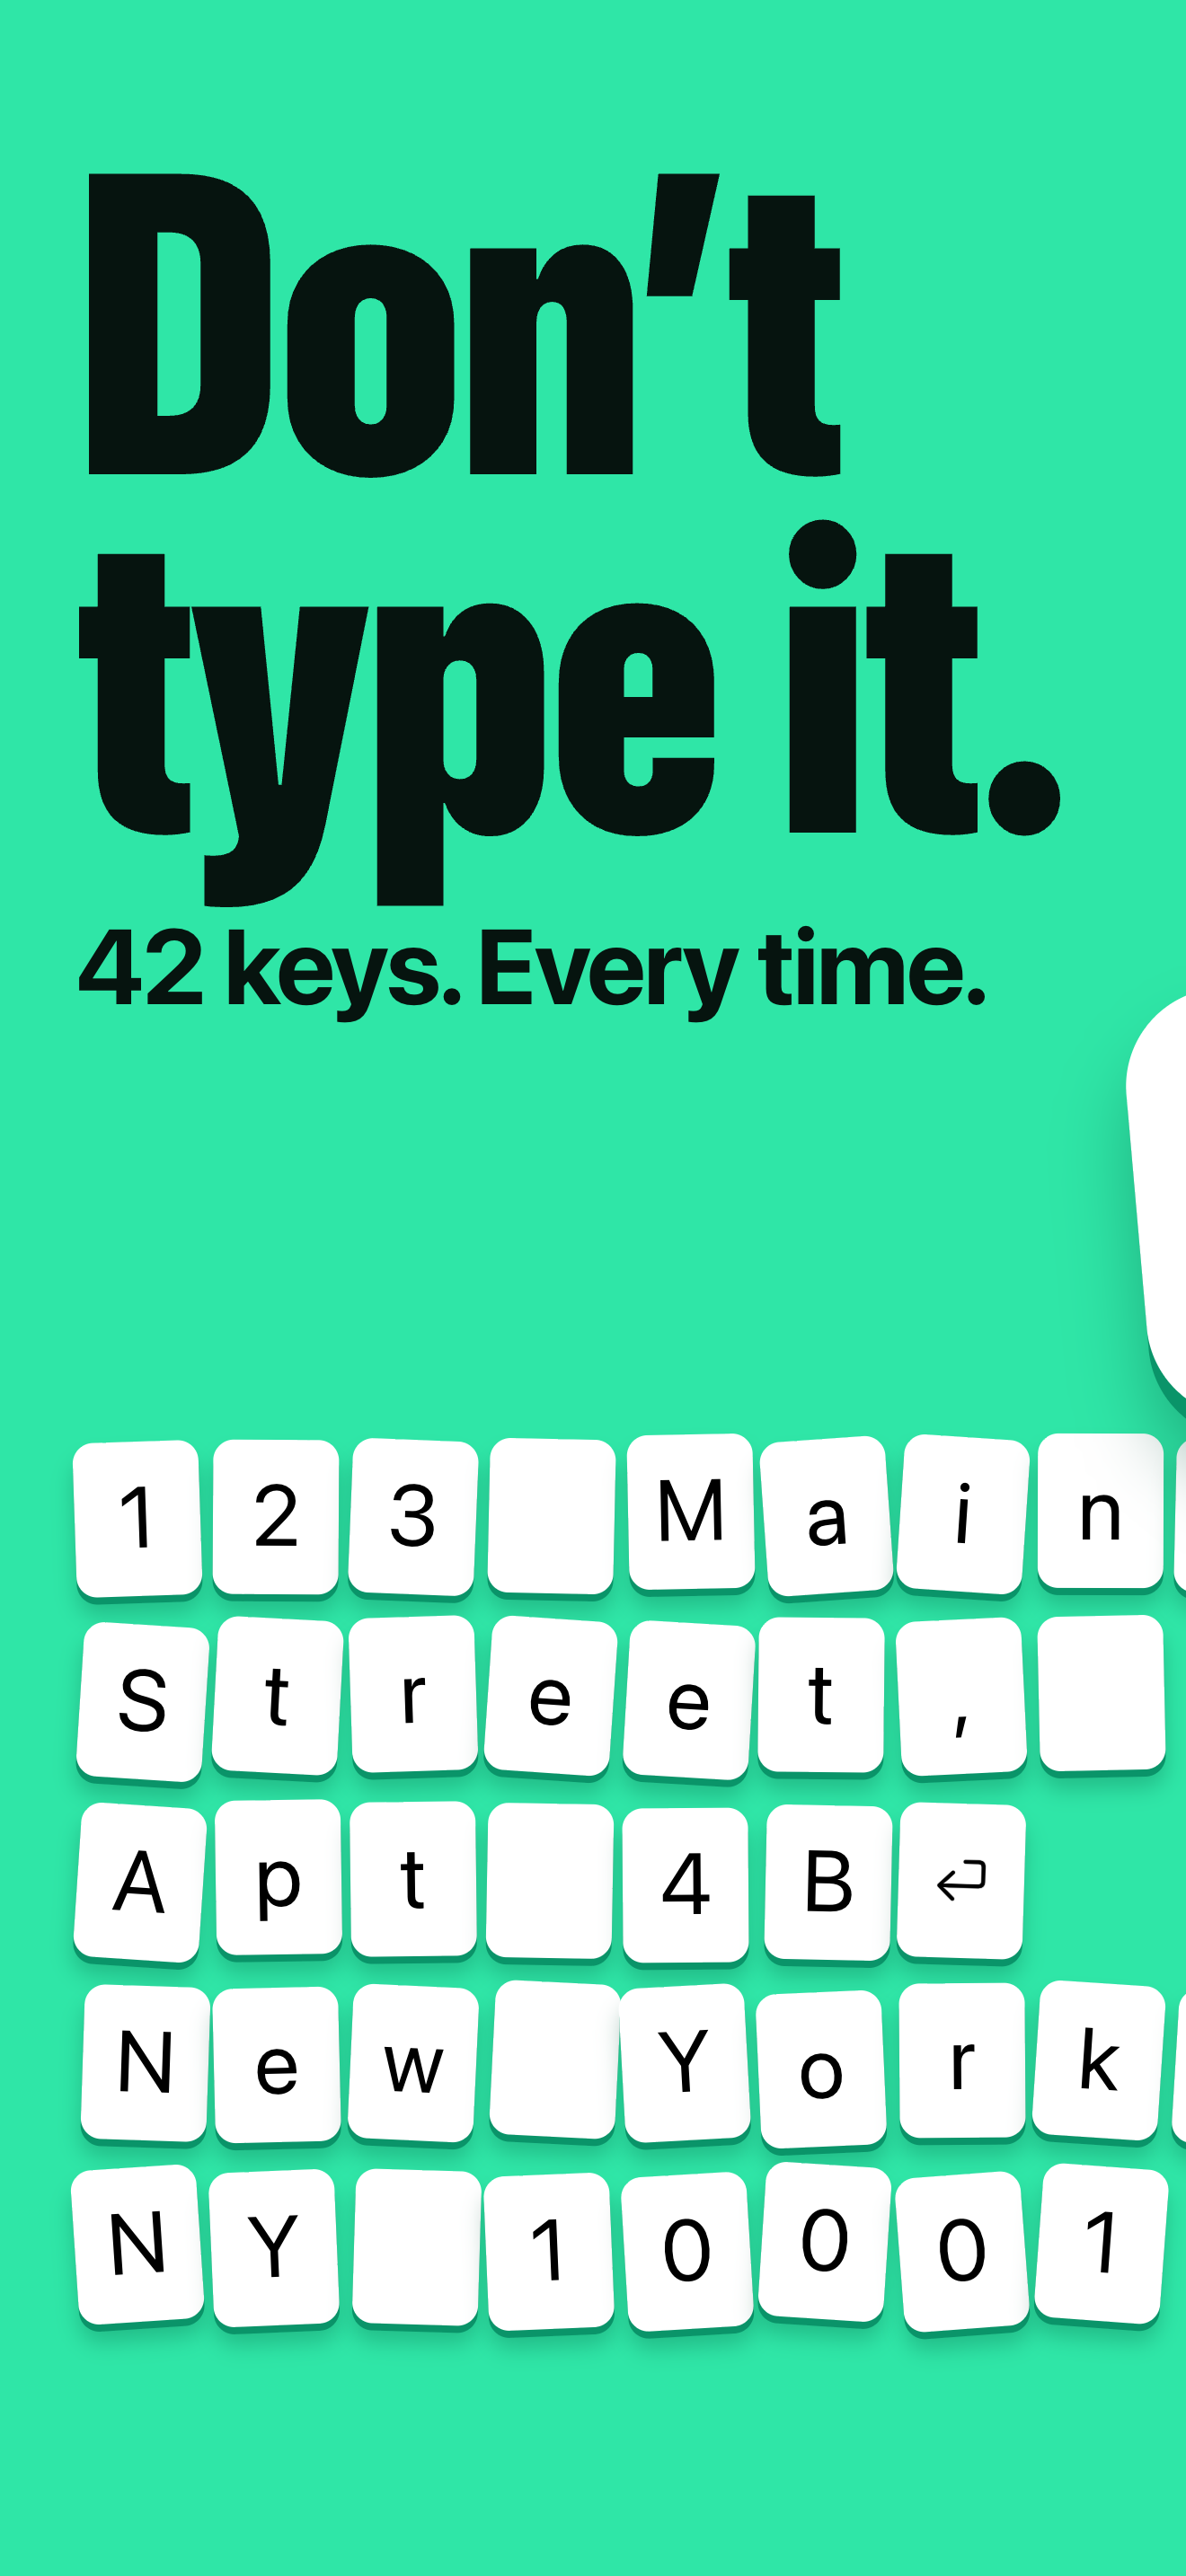 Don’t
type it.
42 keys. Every time.
123 Main
Street,
Apt 4B⏎
New York
NY 10001